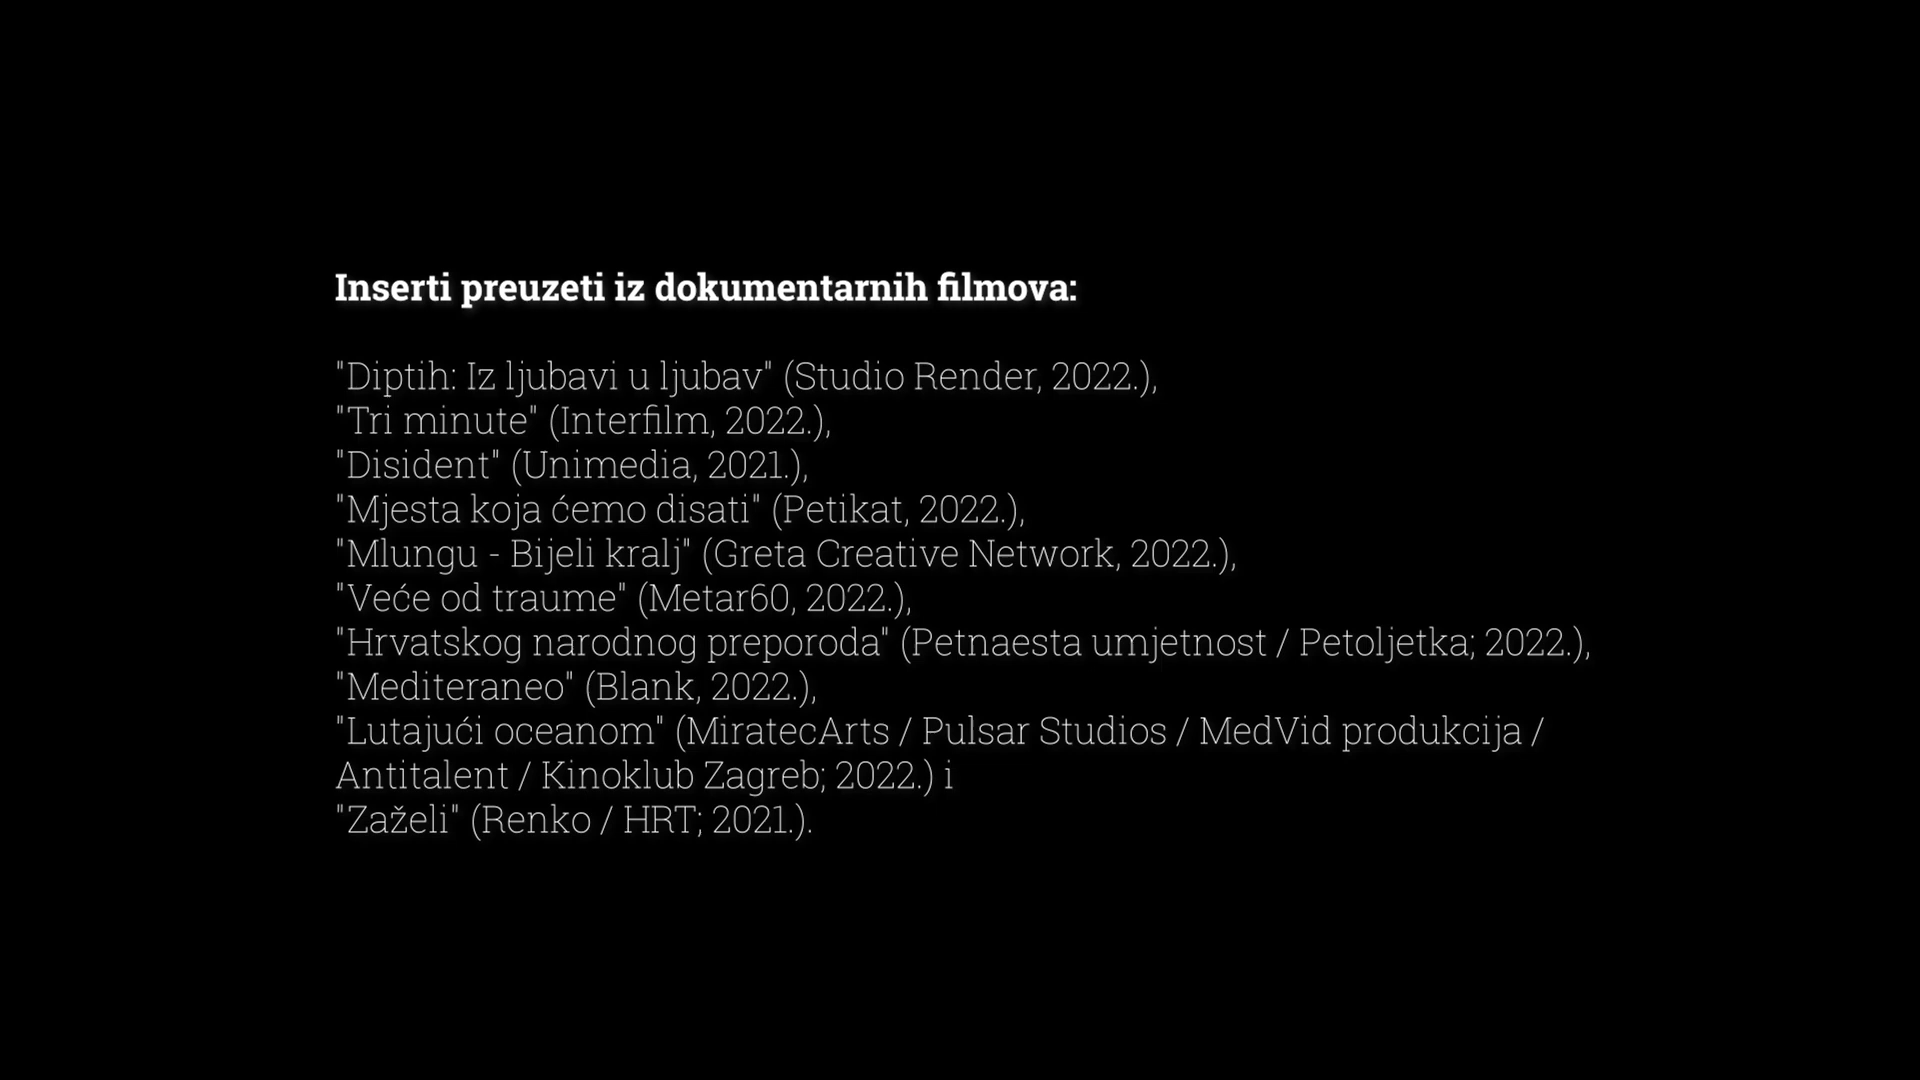 Inserti preuzeti iz dokumentarnih filmova:
"Diptih: Iz ljubavi u ljubav" (Studio Render, 2022.),
"Tri minute" (Interfilm, 2022.),
"Disident" (Unimedia, 2021.),
"Mjesta koja ćemo disati" (Petikat, 2022.),
"Mlungu - Bijeli kralj" (Greta Creative Network, 2022.),
"Veće od traume" (Metar60, 2022.),
"Hrvatskog narodnog preporoda" (Petnaesta umjetnost / Petoljetka; 2022.),
"Mediteraneo" (Blank, 2022.),
"Lutajući oceanom" (MiratecArts / Pulsar Studios / MedVid produkcija /
Antitalent / Kinoklub Zagreb; 2022.) i
"Zaželi" (Renko / HRT; 2021.).